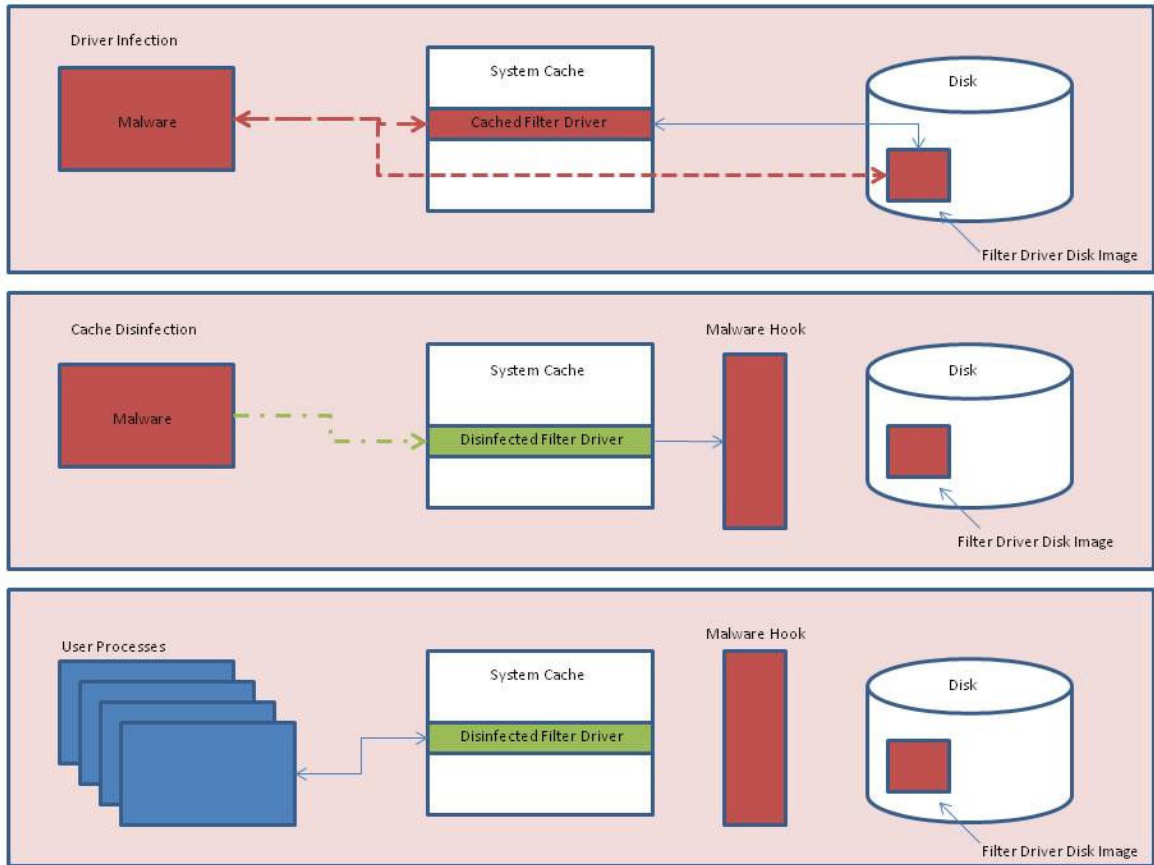 Driver Infection
Malware
System Cache
Cached Filter Driver
Disk
Filter Driver Disk Image
Cache Disinfection
Malware
System Cache
Disinfected Filter Driver
Malware Hook
Disk
Filter Driver Disk Image
User Processes
System Cache
Disinfected Filter Driver
Malware Hook
Disk
Filter Driver Disk Image